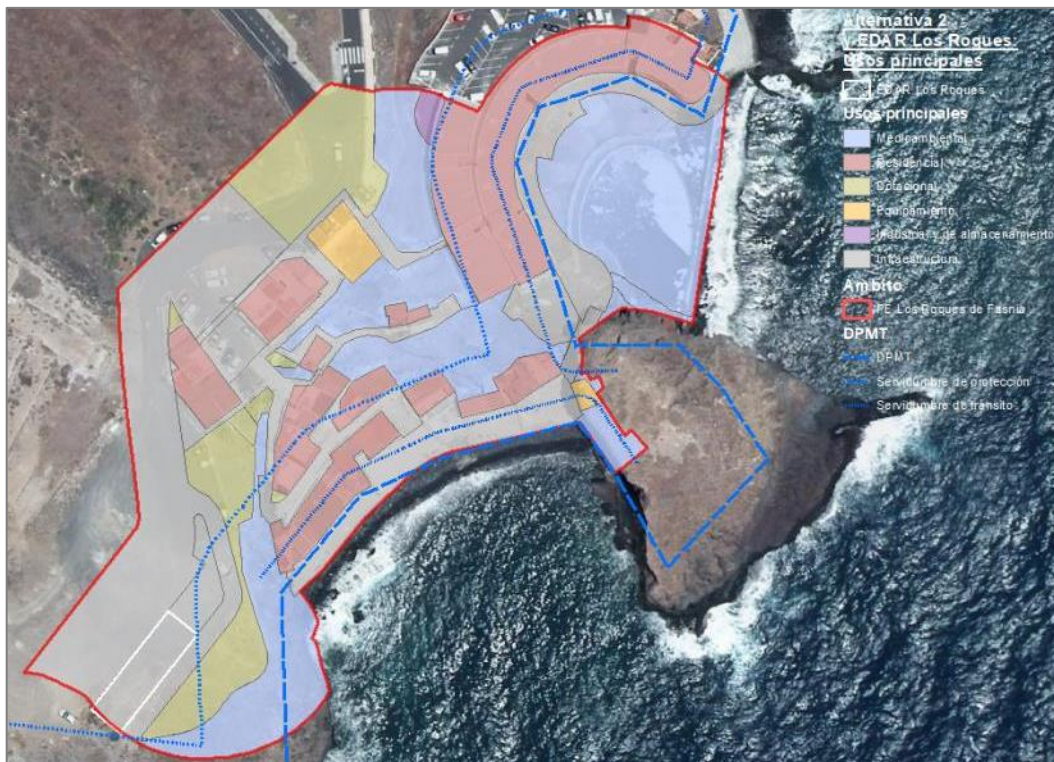 Alternativa 2
y EDAR Los Roques:
Usos principales
EDAR Los Roques
Usos principales
Medioambiental
Residencial
Dotacional
Equipamiento
Industrial y de almacenamiento
Infraestructura
Ámbito
PE Los Roques de Fasnia
DPMT
DPMT
Servidumbre de protección
Servidumbre de tránsito